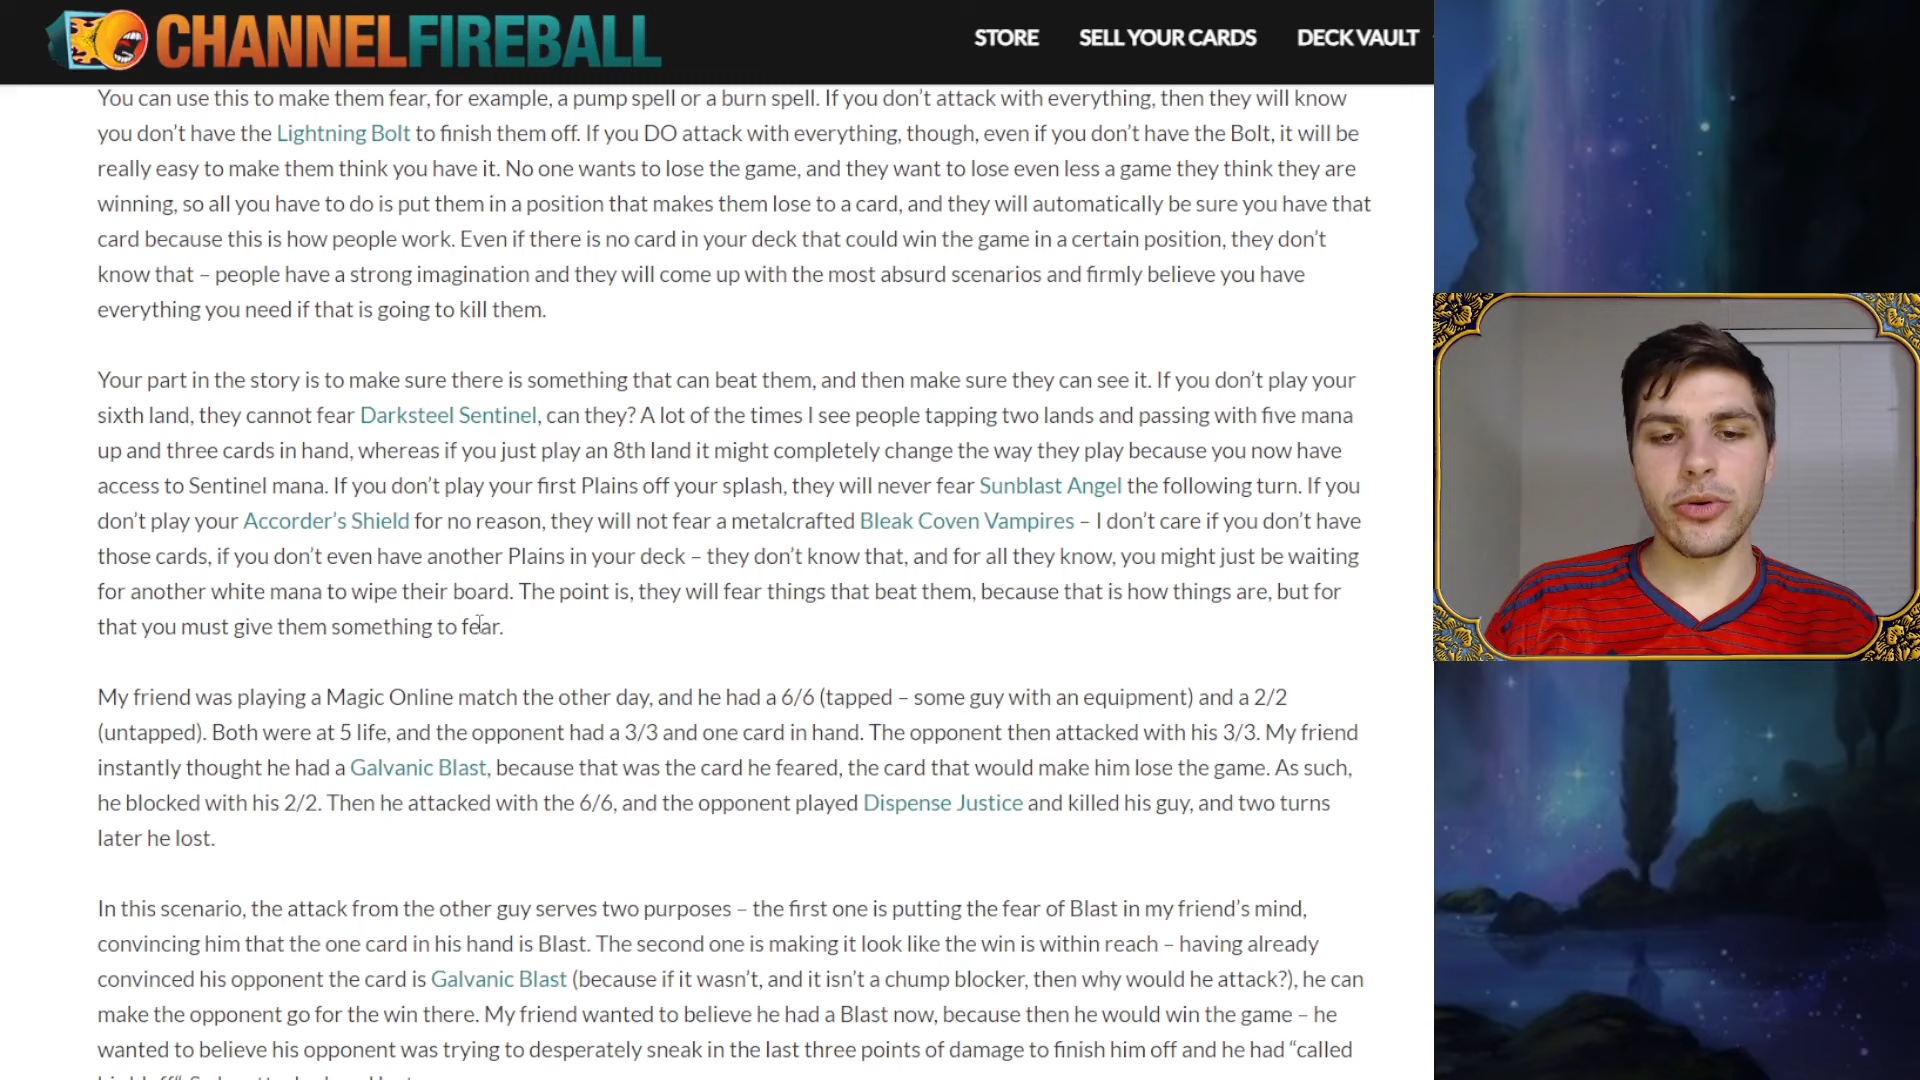 CHANNELFIREBALL
STORE SELL YOUR CARDS DECK VAULT
You can use this to make them fear, for example, a pump spell or a burn spell. If you don’t attack with everything, then they will know
you don’t have the Lightning Bolt to finish them off. If you DO attack with everything, though, even if you don’t have the Bolt, it will be
really easy to make them think you have it. No one wants to lose the game, and they want to lose even less a game they think they are
winning, so all you have to do is put them in a position that makes them lose to a card, and they will automatically be sure you have that
card because this is how people work. Even if there is no card in your deck that could win the game in a certain position, they don’t
know that – people have a strong imagination and they will come up with the most absurd scenarios and firmly believe you have
everything you need if that is going to kill them.
Your part in the story is to make sure there is something that can beat them, and then make sure they can see it. If you don’t play your
sixth land, they cannot fear Darksteel Sentinel, can they? A lot of the times I see people tapping two lands and passing with five mana
up and three cards in hand, whereas if you just play an 8th land it might completely change the way they play because you now have
access to Sentinel mana. If you don’t play your first Plains off your splash, they will never fear Sunblast Angel the following turn. If you
don’t play your Accorder’s Shield for no reason, they will not fear a metalcrafted Bleak Coven Vampires – I don’t care if you don’t have
those cards, if you don’t even have another Plains in your deck – they don’t know that, and for all they know, you might just be waiting
for another white mana to wipe their board. The point is, they will fear things that beat them, because that is how things are, but for
that you must give them something to fear.
My friend was playing a Magic Online match the other day, and he had a 6/6 (tapped – some guy with an equipment) and a 2/2
(untapped). Both were at 5 life, and the opponent had a 3/3 and one card in hand. The opponent then attacked with his 3/3. My friend
instantly thought he had a Galvanic Blast, because that was the card he feared, the card that would make him lose the game. As such,
he blocked with his 2/2. Then he attacked with the 6/6, and the opponent played Dispense Justice and killed his guy, and two turns
later he lost.
In this scenario, the attack from the other guy serves two purposes – the first one is putting the fear of Blast in my friend’s mind,
convincing him that the one card in his hand is Blast. The second one is making it look like the win is within reach – having already
convinced his opponent the card is Galvanic Blast (because if it wasn’t, and it isn’t a chump blocker, then why would he attack?), he can
make the opponent go for the win there. My friend wanted to believe he had a Blast now, because then he would win the game – he
wanted to believe his opponent was trying to desperately sneak in the last three points of damage to finish him off and he had “called